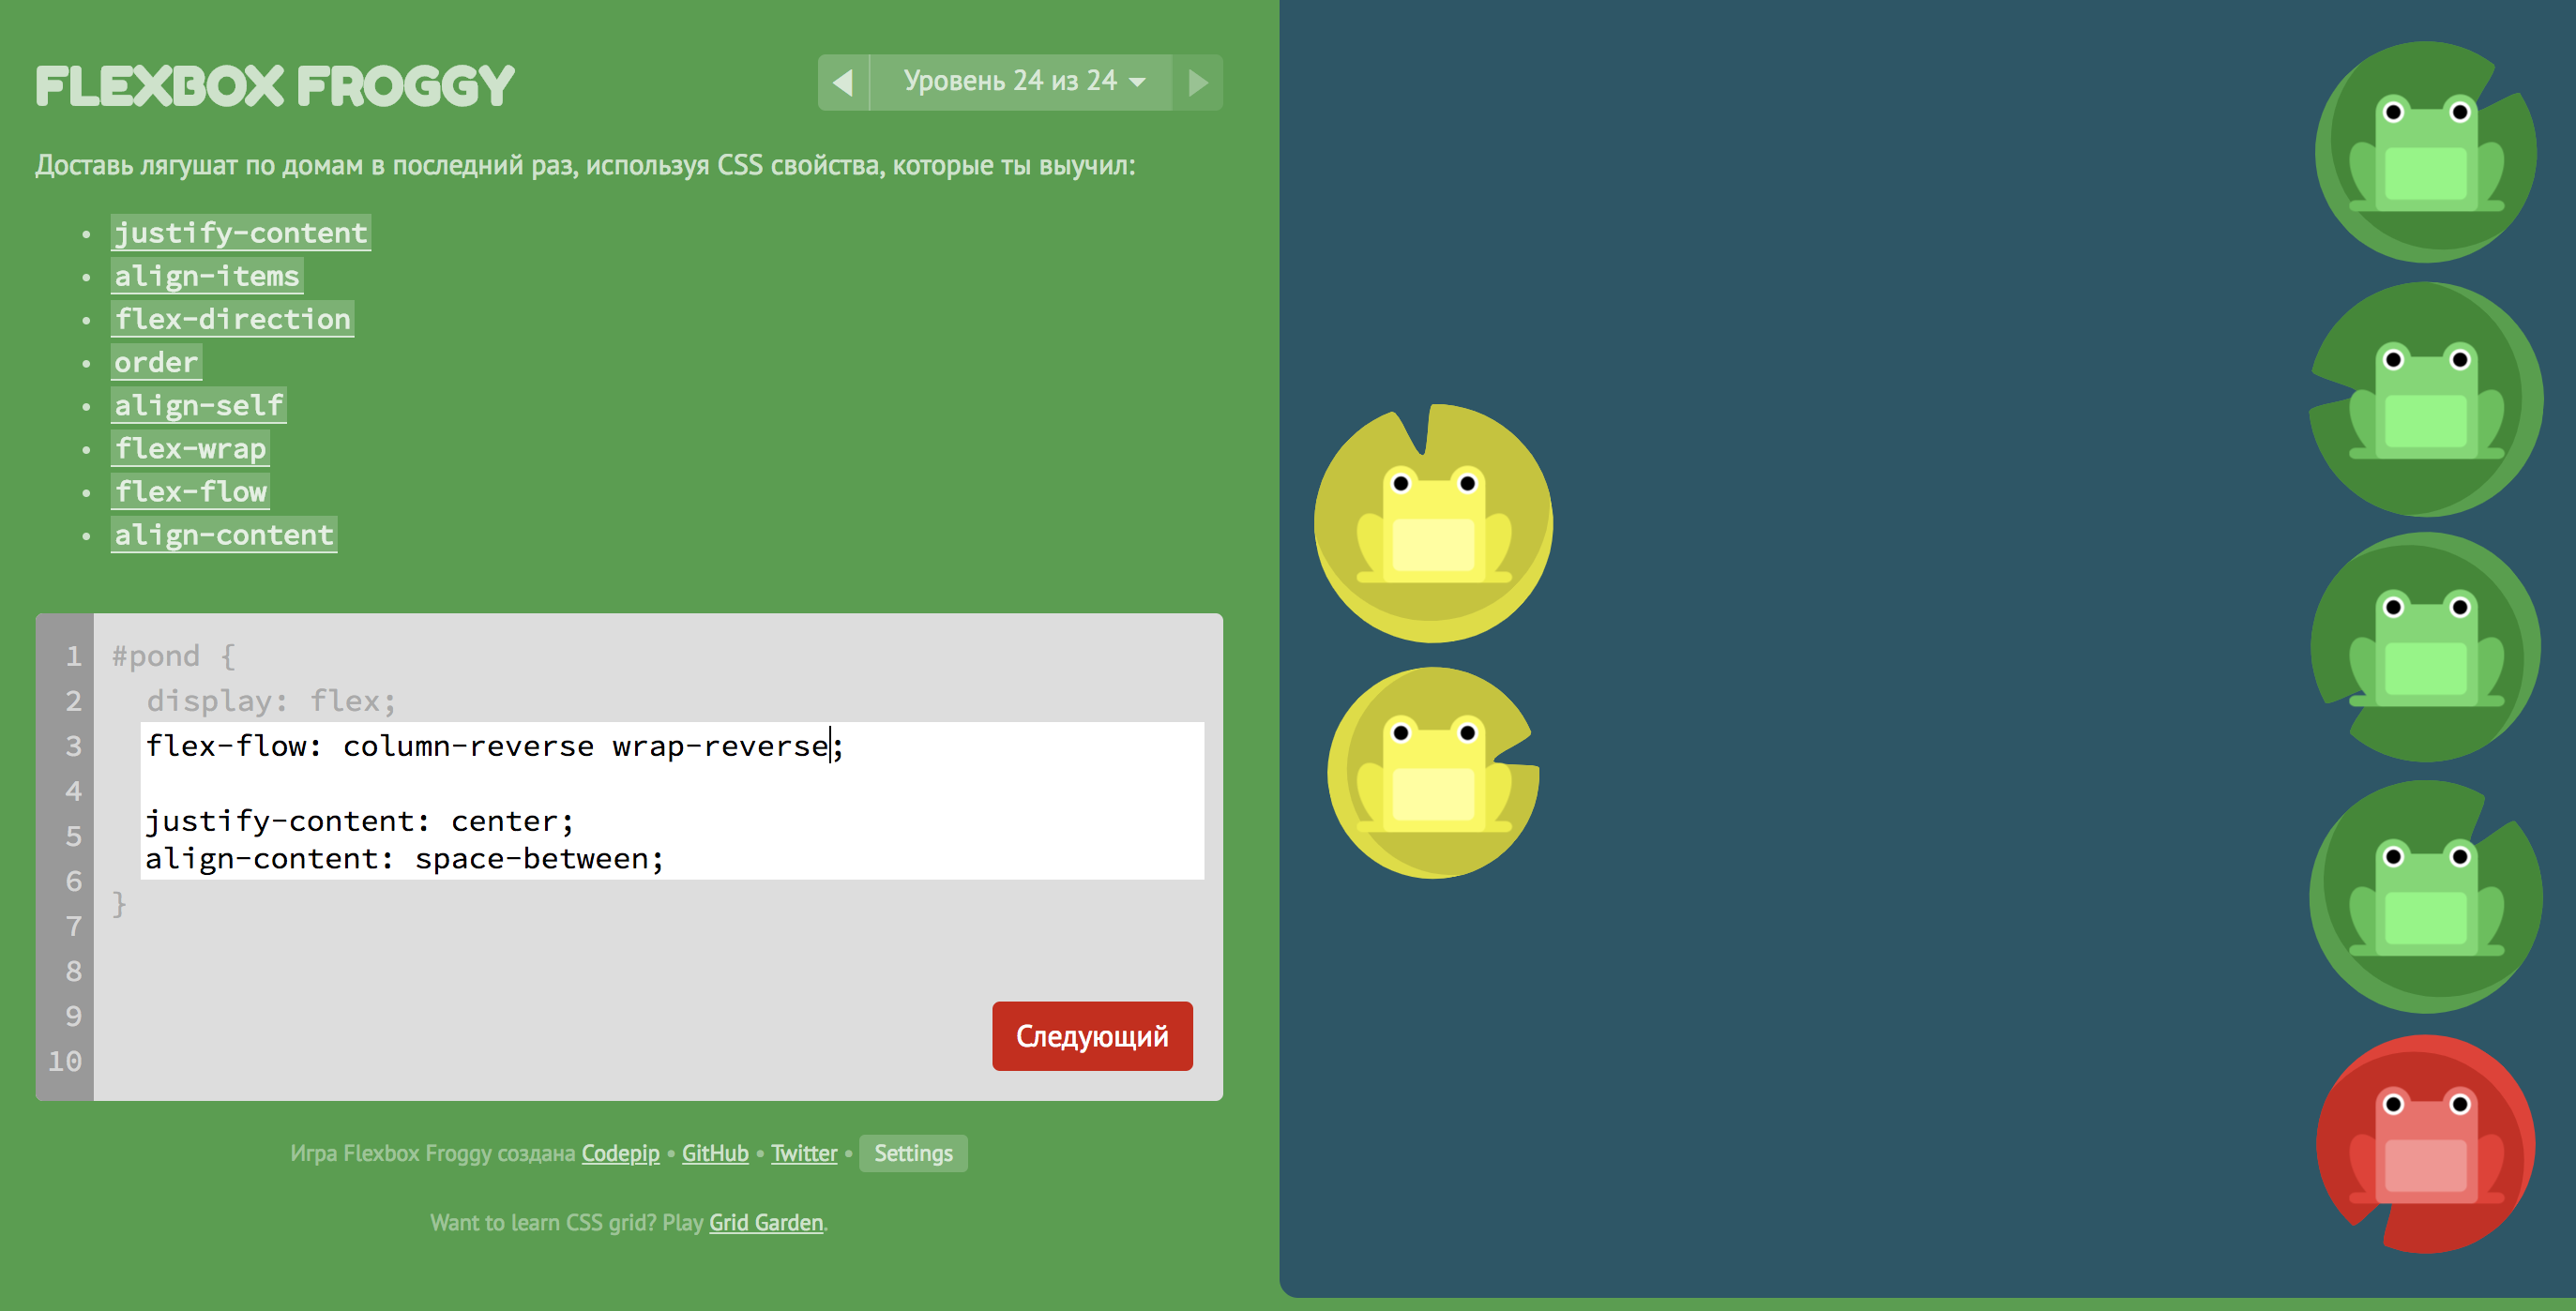 FLEXBOX FROGGY
Уровень 24 из 24
Доставь лягушат по домам в последний раз, используя CSS свойства, которые ты выучил:
• justify-content
• align-items
• flex-direction
• order
• align-self
• flex-wrap
• flex-flow
• align-content
1 #pond {
2 display: flex;
3 flex-flow: column-reverse wrap-reverse;
4
5 justify-content: center;
6 align-content: space-between;
7 }
8
9
10
Следующий
Игра Flexbox Froggy создана Codepip • GitHub • Twitter • Settings
Want to learn CSS grid? Play Grid Garden.